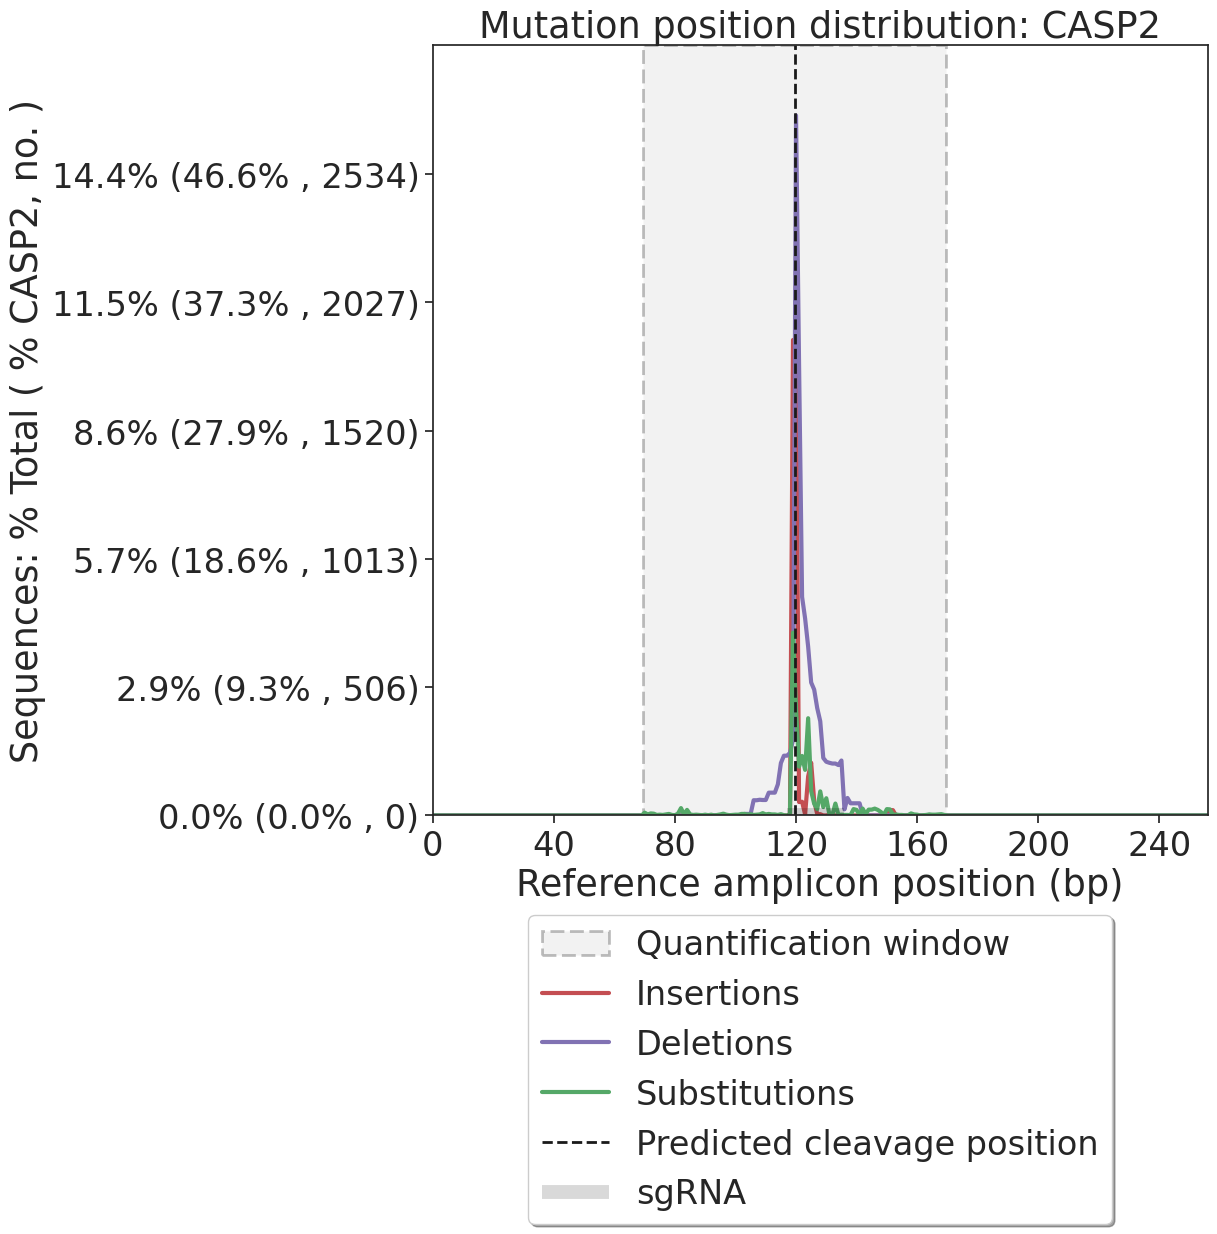 Mutation position distribution: CASP2
Sequences: % Total ( % CASP2, no. )
14.4% (46.6% , 2534)
11.5% (37.3% , 2027)
8.6% (27.9% , 1520)
5.7% (18.6% , 1013)
2.9% (9.3% , 506)
0.0% (0.0% , 0)
0 40 80 120 160 200 240
Reference amplicon position (bp)
Quantification window
Insertions
Deletions
Substitutions
Predicted cleavage position
sgRNA